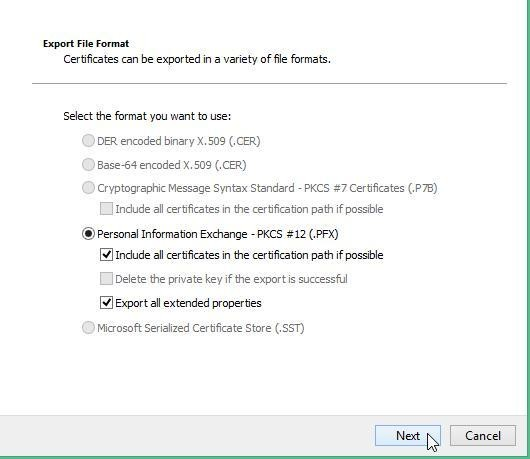 Export File Format
Certificates can be exported in a variety of file formats.
Select the format you want to use:
DER encoded binary X.509 (.CER)
Base-64 encoded X.509 (.CER)
Cryptographic Message Syntax Standard - PKCS #7 Certificates (.P7B)
Include all certificates in the certification path if possible
Personal Information Exchange - PKCS #12 (.PFX)
Include all certificates in the certification path if possible
Delete the private key if the export is successful
Export all extended properties
Microsoft Serialized Certificate Store (.SST)
Next
Cancel